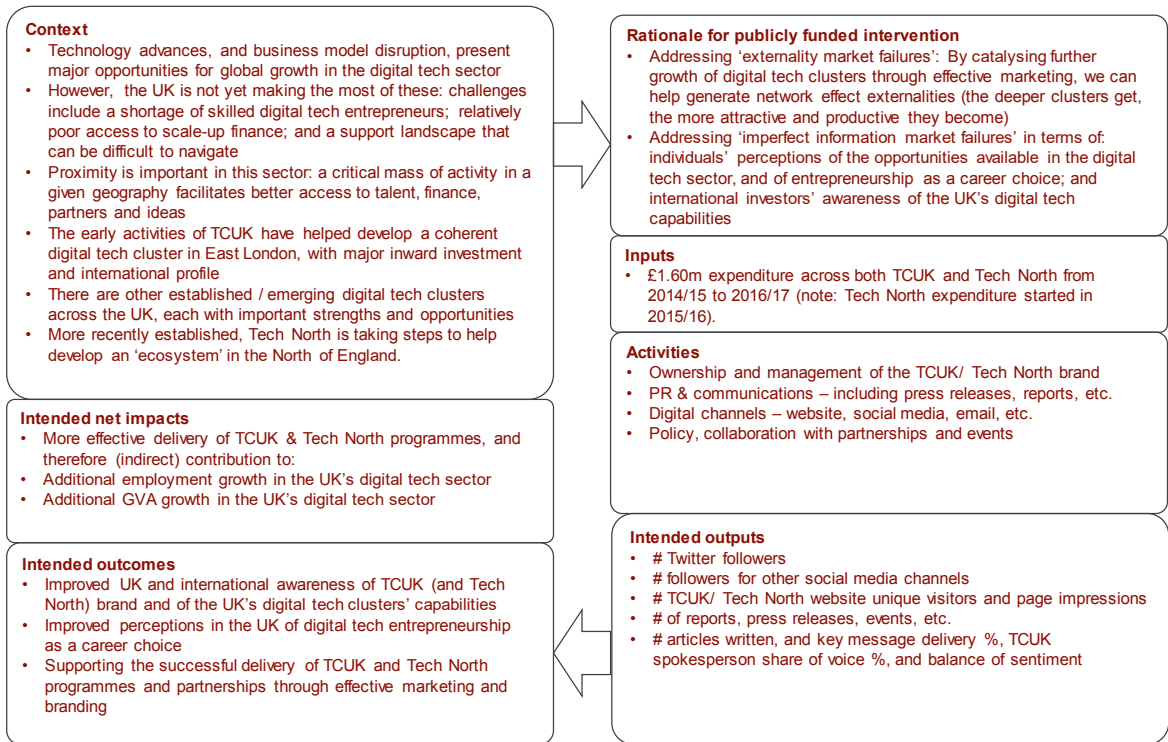 Context
• Technology advances, and business model disruption, present
major opportunities for global growth in the digital tech sector
• However, the UK is not yet making the most of these: challenges
include a shortage of skilled digital tech entrepreneurs; relatively
poor access to scale-up finance; and a support landscape that
can be difficult to navigate
• Proximity is important in this sector: a critical mass of activity in a
given geography facilitates better access to talent, finance,
partners and ideas
• The early activities of TCUK have helped develop a coherent
digital tech cluster in East London, with major inward investment
and international profile
• There are other established / emerging digital tech clusters
across the UK, each with important strengths and opportunities
• More recently established, Tech North is taking steps to help
develop an ‘ecosystem’ in the North of England.
Rationale for publicly funded intervention
• Addressing ‘externality market failures’: By catalysing further
growth of digital tech clusters through effective marketing, we can
help generate network effect externalities (the deeper clusters get,
the more attractive and productive they become)
• Addressing ‘imperfect information market failures’ in terms of:
individuals’ perceptions of the opportunities available in the digital
tech sector, and of entrepreneurship as a career choice; and
international investors’ awareness of the UK’s digital tech
capabilities
Inputs
• £1.60m expenditure across both TCUK and Tech North from
2014/15 to 2016/17 (note: Tech North expenditure started in
2015/16).
Activities
• Ownership and management of the TCUK/ Tech North brand
• PR & communications – including press releases, reports, etc.
• Digital channels – website, social media, email, etc.
• Policy, collaboration with partnerships and events
Intended outputs
• # Twitter followers
• # followers for other social media channels
• # TCUK/ Tech North website unique visitors and page impressions
• # of reports, press releases, events, etc.
• # articles written, and key message delivery %, TCUK
spokesperson share of voice %, and balance of sentiment
Intended net impacts
• More effective delivery of TCUK & Tech North programmes, and
therefore (indirect) contribution to:
• Additional employment growth in the UK’s digital tech sector
• Additional GVA growth in the UK’s digital tech sector
Intended outcomes
• Improved UK and international awareness of TCUK (and Tech
North) brand and of the UK’s digital tech clusters’ capabilities
• Improved perceptions in the UK of digital tech entrepreneurship
as a career choice
• Supporting the successful delivery of TCUK and Tech North
programmes and partnerships through effective marketing and
branding